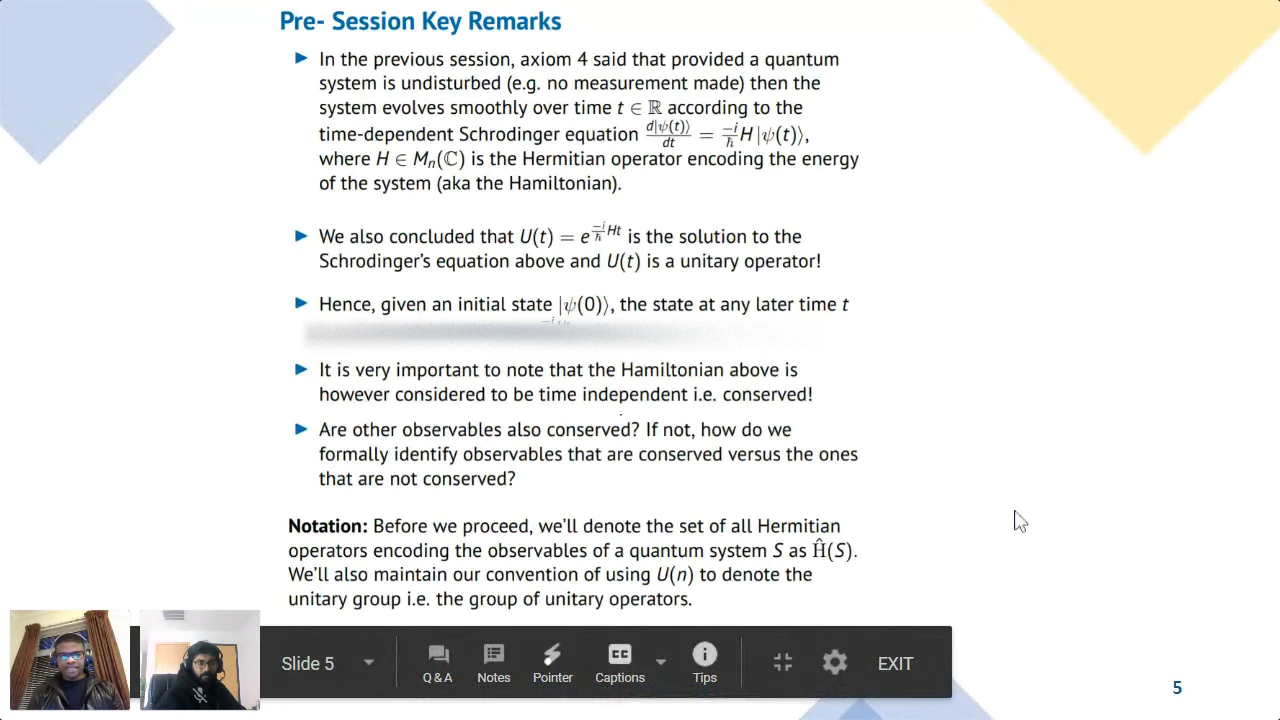 Pre- Session Key Remarks
In the previous session, axiom 4 said that provided a quantum
system is undisturbed (e.g. no measurement made) then the
system evolves smoothly over time t ∈ ℝ according to the
time-dependent Schrodinger equation d|ψ(t)⟩/dt = -i/ħ H |ψ(t)⟩,
where H ∈ Mₙ(ℂ) is the Hermitian operator encoding the energy
of the system (aka the Hamiltonian).
We also concluded that U(t) = e^{-i/ħ Ht} is the solution to the
Schrodinger's equation above and U(t) is a unitary operator!
Hence, given an initial state |ψ(0)⟩, the state at any later time t
It is very important to note that the Hamiltonian above is
however considered to be time independent i.e. conserved!
Are other observables also conserved? If not, how do we
formally identify observables that are conserved versus the ones
that are not conserved?
Notation: Before we proceed, we'll denote the set of all Hermitian
operators encoding the observables of a quantum system S as Ĥ(S).
We'll also maintain our convention of using U(n) to denote the
unitary group i.e. the group of unitary operators.
Slide 5
Q & A
Notes
Pointer
CC
Captions
Tips
EXIT
5